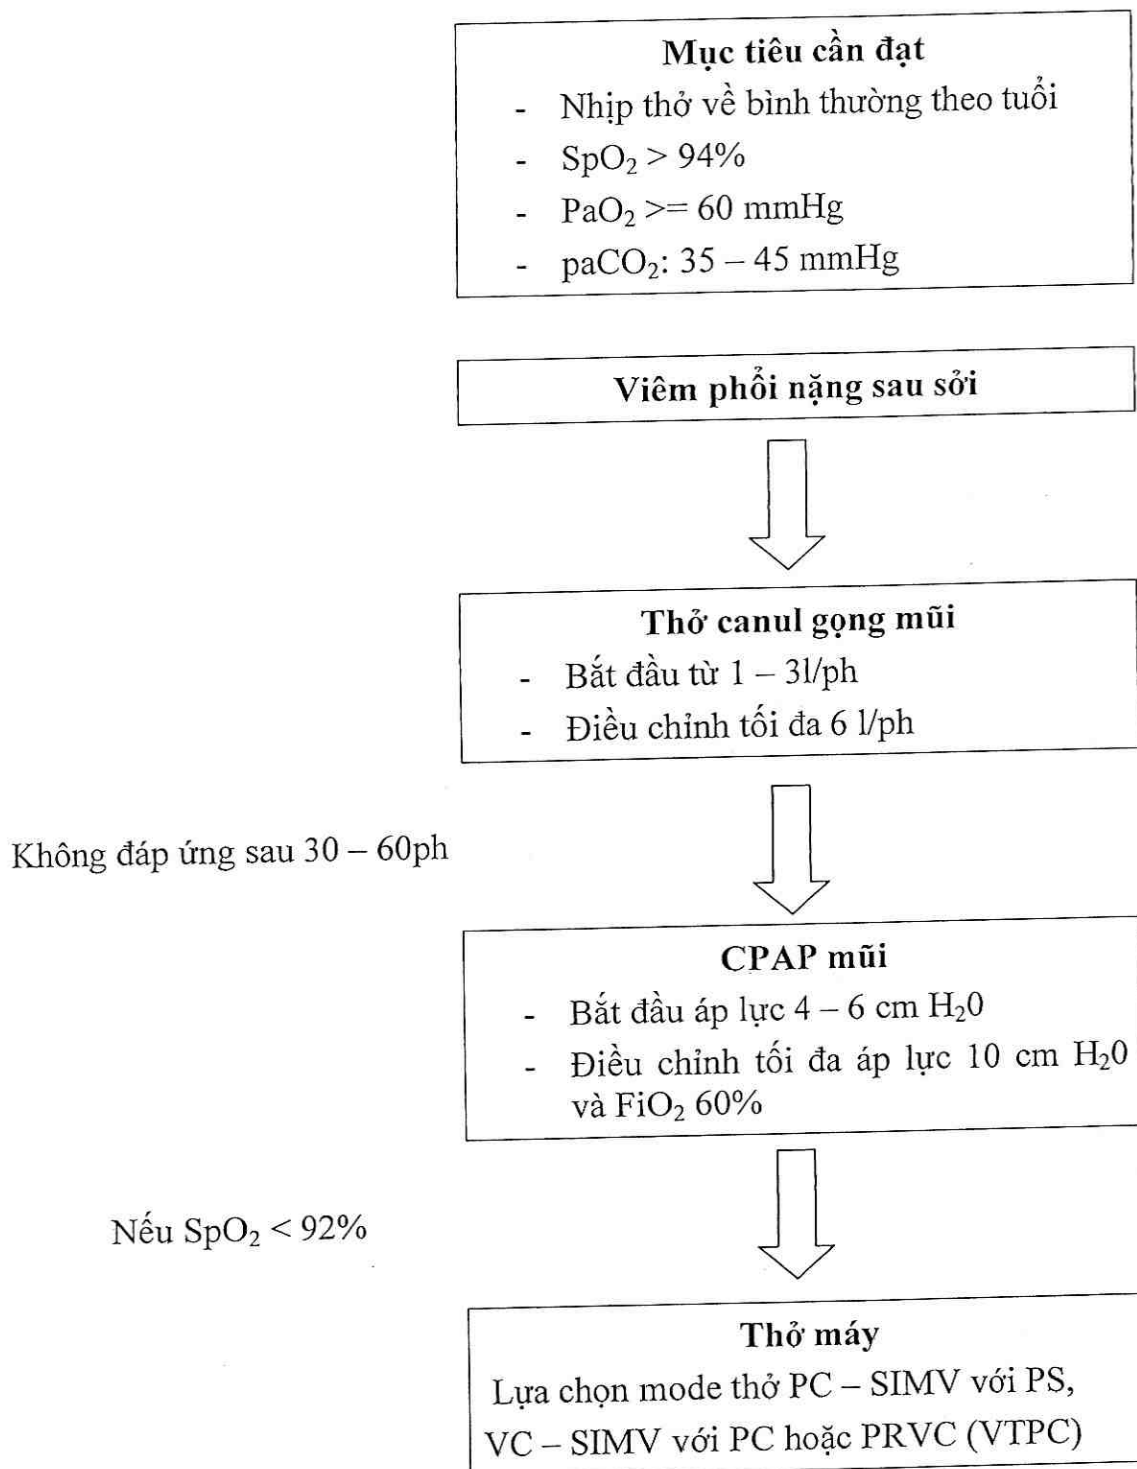 Mục tiêu cần đạt
- Nhịp thở về bình thường theo tuổi
- SpO₂ > 94%
- PaO₂ >= 60 mmHg
- paCO₂: 35 – 45 mmHg
Viêm phổi nặng sau sởi
Thở canul gọng mũi
- Bắt đầu từ 1 – 3l/ph
- Điều chỉnh tối đa 6 l/ph
Không đáp ứng sau 30 – 60ph
CPAP mũi
- Bắt đầu áp lực 4 – 6 cm H₂0
- Điều chỉnh tối đa áp lực 10 cm H₂0
và FiO₂ 60%
Nếu SpO₂ < 92%
Thở máy
Lựa chọn mode thở PC – SIMV với PS,
VC – SIMV với PC hoặc PRVC (VTPC)